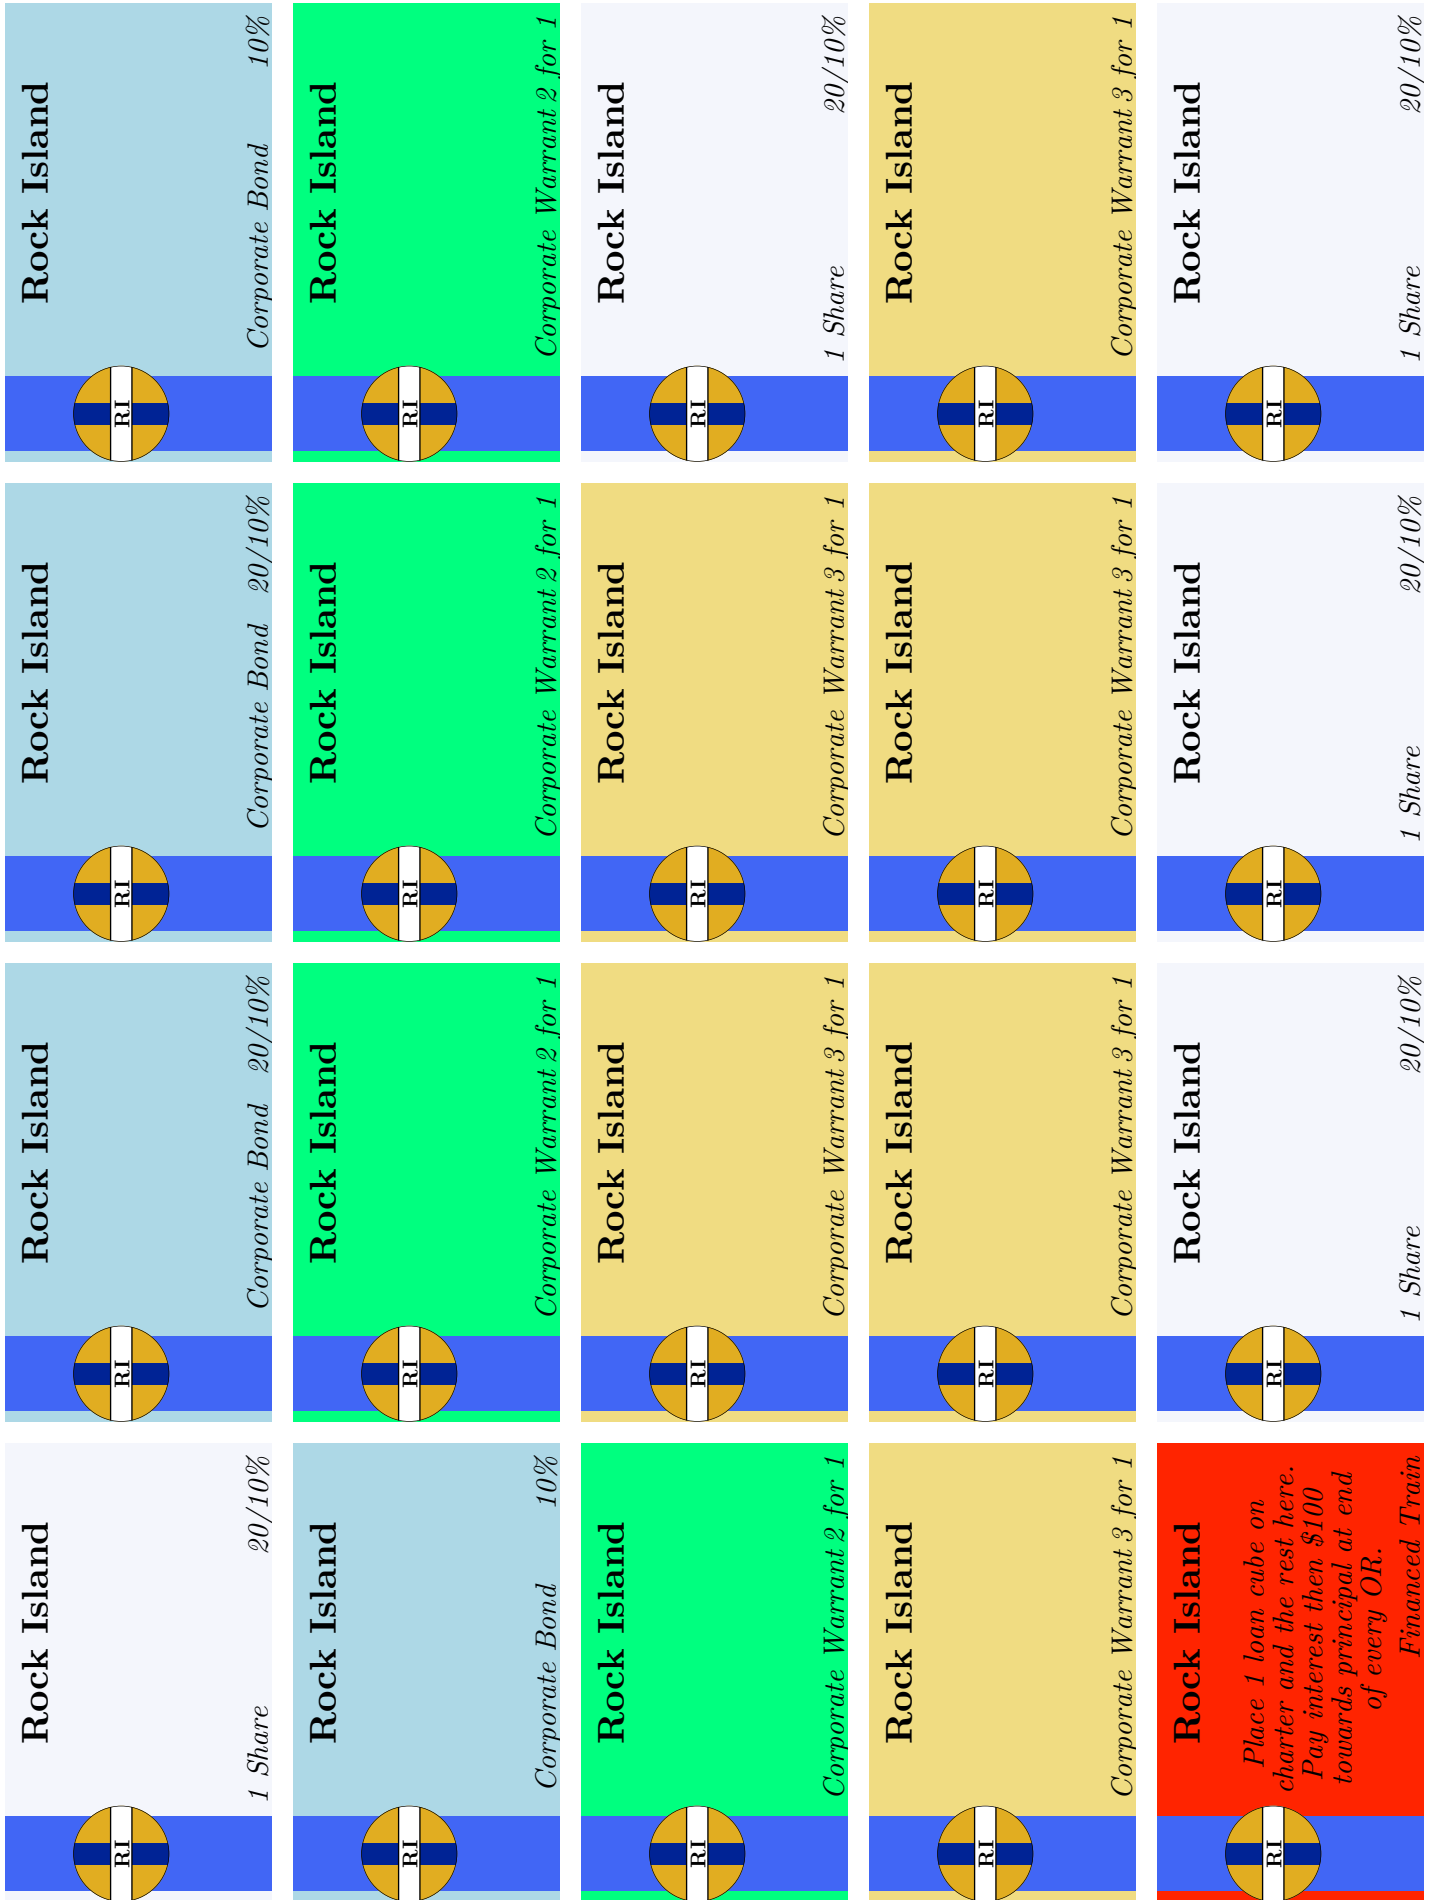 Rock Island
Corporate Bond 10%
RI
Rock Island
Corporate Warrant 2 for 1
RI
Rock Island
1 Share 20/10%
RI
Rock Island
Corporate Warrant 3 for 1
RI
Rock Island
1 Share 20/10%
RI
Rock Island
Corporate Bond 20/10%
RI
Rock Island
Corporate Warrant 2 for 1
RI
Rock Island
Corporate Warrant 3 for 1
RI
Rock Island
Corporate Warrant 3 for 1
RI
Rock Island
1 Share 20/10%
RI
Rock Island
Corporate Bond 20/10%
RI
Rock Island
Corporate Warrant 2 for 1
RI
Rock Island
Corporate Warrant 3 for 1
RI
Rock Island
Corporate Warrant 3 for 1
RI
Rock Island
1 Share 20/10%
RI
Rock Island
1 Share 20/10%
RI
Rock Island
Corporate Bond 10%
RI
Rock Island
Corporate Warrant 2 for 1
RI
Rock Island
Corporate Warrant 3 for 1
RI
Rock Island
Place 1 loan cube on
charter and the rest here.
Pay interest then $100
towards principal at end
of every OR.
Financed Train
RI